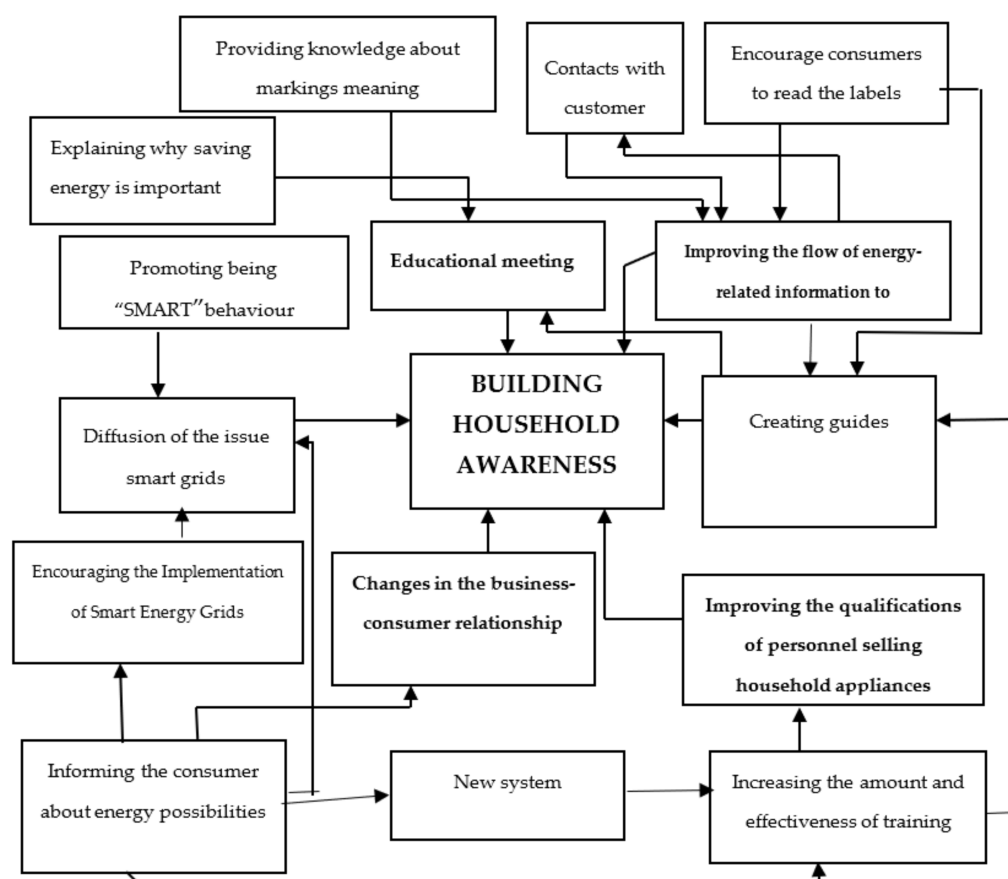 Providing knowledge about
markings meaning
Contacts with
customer
Encourage consumers
to read the labels
Explaining why saving
energy is important
Promoting being
“SMART” behaviour
Educational meeting
Improving the flow of energy-
related information to
BUILDING
HOUSEHOLD
AWARENESS
Creating guides
Diffusion of the issue
smart grids
Encouraging the Implementation
of Smart Energy Grids
Changes in the business-
consumer relationship
Improving the qualifications
of personnel selling
household appliances
Informing the consumer
about energy possibilities
New system
Increasing the amount and
effectiveness of training